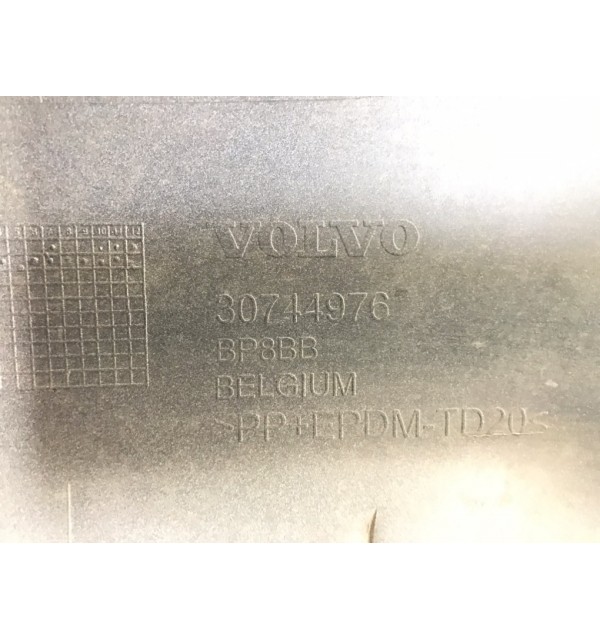 VOLVO
30744976
BP8BB
BELGIUM
>PP+EPDM-TD20<